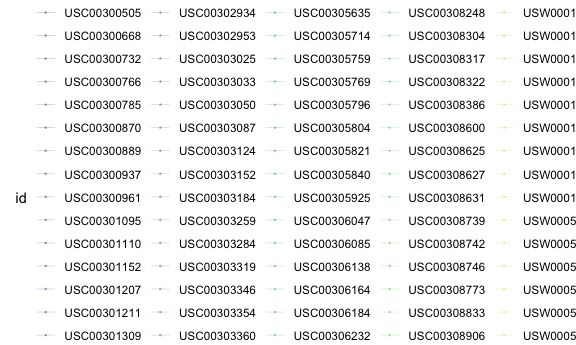 USC00300505 USC00302934 USC00305635 USC00308248 USW0001
USC00300668 USC00302953 USC00305714 USC00308304 USW0001
USC00300732 USC00303025 USC00305759 USC00308317 USW0001
USC00300766 USC00303033 USC00305769 USC00308322 USW0001
USC00300785 USC00303050 USC00305796 USC00308386 USW0001
USC00300870 USC00303087 USC00305804 USC00308600 USW0001
USC00300889 USC00303124 USC00305821 USC00308625 USW0001
USC00300937 USC00303152 USC00305840 USC00308627 USW0001
id USC00300961 USC00303184 USC00305925 USC00308631 USW0001
USC00301095 USC00303259 USC00306047 USC00308739 USW0005
USC00301110 USC00303284 USC00306085 USC00308742 USW0005
USC00301152 USC00303319 USC00306138 USC00308746 USW0005
USC00301207 USC00303346 USC00306164 USC00308773 USW0005
USC00301211 USC00303354 USC00306184 USC00308833 USW0005
USC00301309 USC00303360 USC00306232 USC00308906 USW0005